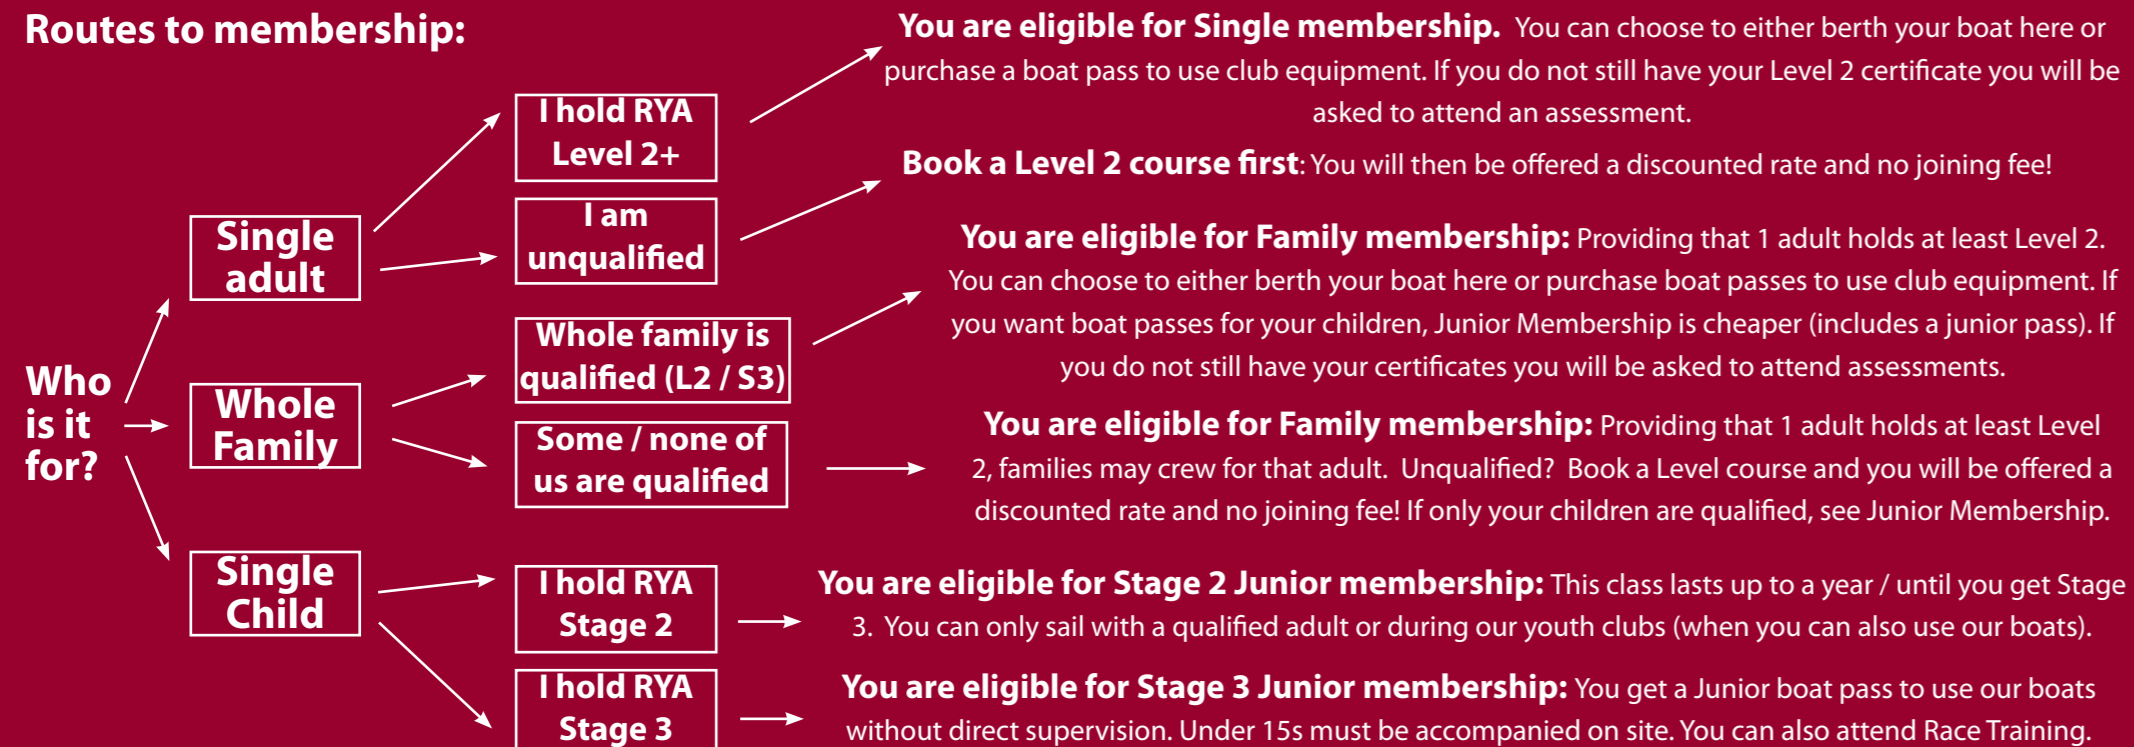 Routes to membership:
Who
is it
for?
Single
adult
I hold RYA
Level 2+
You are eligible for Single membership. You can choose to either berth your boat here or
purchase a boat pass to use club equipment. If you do not still have your Level 2 certificate you will be
asked to attend an assessment.
I am
unqualified
Book a Level 2 course first: You will then be offered a discounted rate and no joining fee!
Whole
Family
Whole family is
qualified (L2 / S3)
You are eligible for Family membership: Providing that 1 adult holds at least Level 2.
You can choose to either berth your boat here or purchase boat passes to use club equipment. If
you want boat passes for your children, Junior Membership is cheaper (includes a junior pass). If
you do not still have your certificates you will be asked to attend assessments.
Some / none of
us are qualified
You are eligible for Family membership: Providing that 1 adult holds at least Level
2, families may crew for that adult. Unqualified? Book a Level course and you will be offered a
discounted rate and no joining fee! If only your children are qualified, see Junior Membership.
Single
Child
I hold RYA
Stage 2
You are eligible for Stage 2 Junior membership: This class lasts up to a year / until you get Stage
3. You can only sail with a qualified adult or during our youth clubs (when you can also use our boats).
I hold RYA
Stage 3
You are eligible for Stage 3 Junior membership: You get a Junior boat pass to use our boats
without direct supervision. Under 15s must be accompanied on site. You can also attend Race Training.